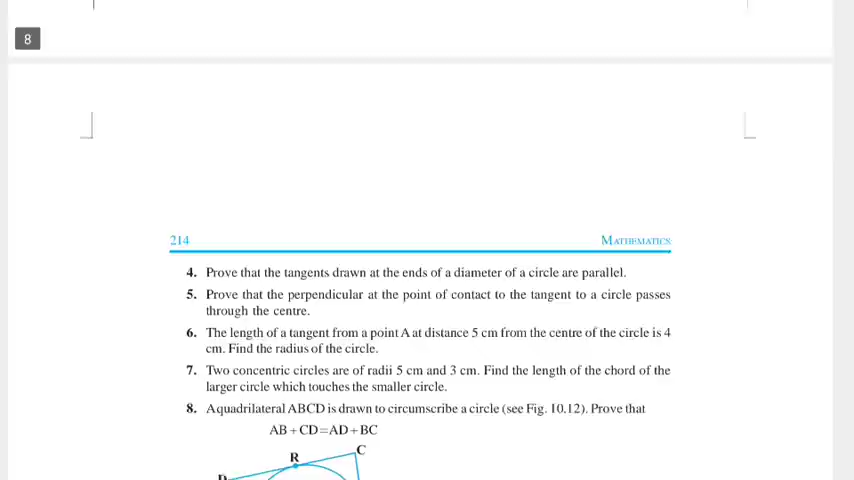 8
214 MATHEMATICS
4. Prove that the tangents drawn at the ends of a diameter of a circle are parallel.
5. Prove that the perpendicular at the point of contact to the tangent to a circle passes
through the centre.
6. The length of a tangent from a point A at distance 5 cm from the centre of the circle is 4
cm. Find the radius of the circle.
7. Two concentric circles are of radii 5 cm and 3 cm. Find the length of the chord of the
larger circle which touches the smaller circle.
8. A quadrilateral ABCD is drawn to circumscribe a circle (see Fig. 10.12). Prove that
AB + CD = AD + BC
R
C